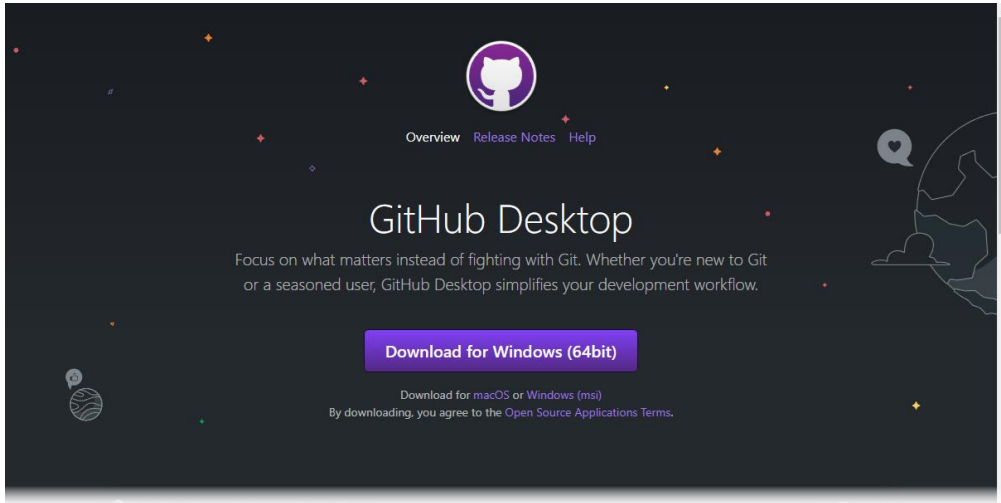 Overview Release Notes Help
GitHub Desktop
Focus on what matters instead of fighting with Git. Whether you're new to Git
or a seasoned user, GitHub Desktop simplifies your development workflow.
Download for Windows (64bit)
Download for macOS or Windows (msi)
By downloading, you agree to the Open Source Applications Terms.